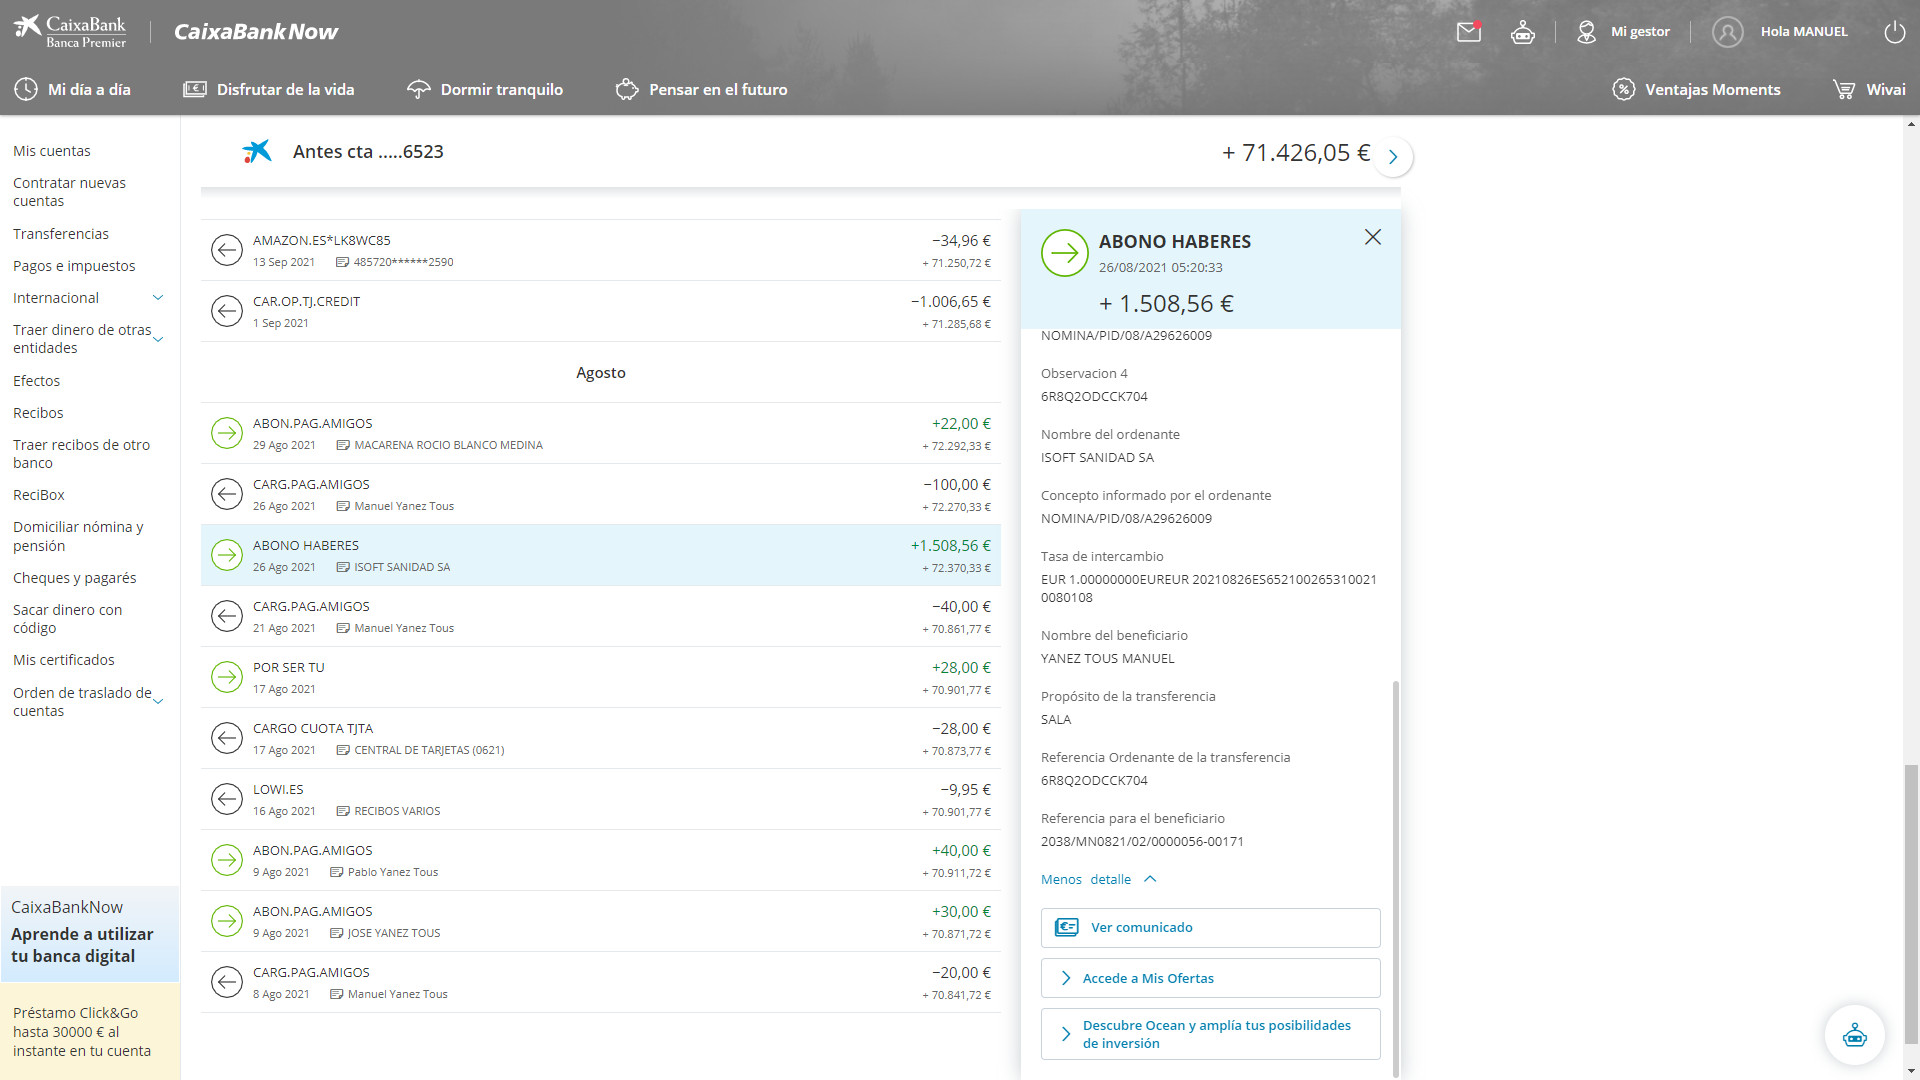 CaixaBank
Banca Premier
CaixaBankNow
Mi gestor
Hola MANUEL
Mi día a día
Disfrutar de la vida
Dormir tranquilo
Pensar en el futuro
Ventajas Moments
Wivai
Mis cuentas
Contratar nuevas
cuentas
Transferencias
Pagos e impuestos
Internacional
Traer dinero de otras
entidades
Efectos
Recibos
Traer recibos de otro
banco
ReciBox
Domiciliar nómina y
pensión
Cheques y pagarés
Sacar dinero con
código
Mis certificados
Orden de traslado de
cuentas
CaixaBankNow
Aprende a utilizar
tu banca digital
Préstamo Click&Go
hasta 30000 € al
instante en tu cuenta
Antes cta .....6523
+ 71.426,05 €
AMAZON.ES*LK8WC85
−34,96 €
13 Sep 2021 485720******2590
+ 71.250,72 €
CAR.OP.TJ.CREDIT
−1.006,65 €
1 Sep 2021
+ 71.285,68 €
Agosto
ABON.PAG.AMIGOS
+22,00 €
29 Ago 2021 MACARENA ROCIO BLANCO MEDINA
+ 72.292,33 €
CARG.PAG.AMIGOS
−100,00 €
26 Ago 2021 Manuel Yanez Tous
+ 72.270,33 €
ABONO HABERES
+1.508,56 €
26 Ago 2021 ISOFT SANIDAD SA
+ 72.370,33 €
CARG.PAG.AMIGOS
−40,00 €
21 Ago 2021 Manuel Yanez Tous
+ 70.861,77 €
POR SER TU
+28,00 €
17 Ago 2021
+ 70.901,77 €
CARGO CUOTA TJTA
−28,00 €
17 Ago 2021 CENTRAL DE TARJETAS (0621)
+ 70.873,77 €
LOWI.ES
−9,95 €
16 Ago 2021 RECIBOS VARIOS
+ 70.901,77 €
ABON.PAG.AMIGOS
+40,00 €
9 Ago 2021 Pablo Yanez Tous
+ 70.911,72 €
ABON.PAG.AMIGOS
+30,00 €
9 Ago 2021 JOSE YANEZ TOUS
+ 70.871,72 €
CARG.PAG.AMIGOS
−20,00 €
8 Ago 2021 Manuel Yanez Tous
+ 70.841,72 €
ABONO HABERES
26/08/2021 05:20:33
+ 1.508,56 €
NOMINA/PID/08/A29626009
Observacion 4
6R8Q2ODCCK704
Nombre del ordenante
ISOFT SANIDAD SA
Concepto informado por el ordenante
NOMINA/PID/08/A29626009
Tasa de intercambio
EUR 1.00000000EUREUR 20210826ES652100265310021
0080108
Nombre del beneficiario
YANEZ TOUS MANUEL
Propósito de la transferencia
SALA
Referencia Ordenante de la transferencia
6R8Q2ODCCK704
Referencia para el beneficiario
2038/MN0821/02/0000056-00171
Menos detalle
Ver comunicado
Accede a Mis Ofertas
Descubre Ocean y amplía tus posibilidades
de inversión